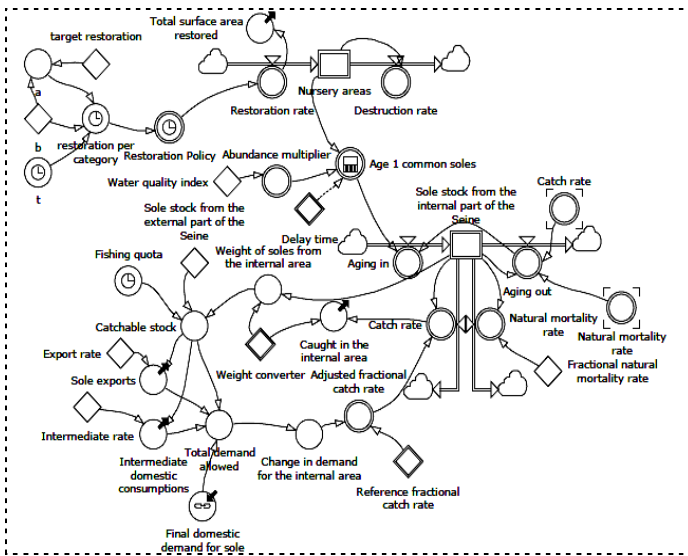 Total surface area
restored
target restoration
a
Nursery areas
Restoration rate
Destruction rate
b
restoration per
category
Restoration Policy
Abundance multiplier
Age 1 common soles
t
Water quality index
Sole stock from the
external part of the
Seine
Delay time
Sole stock from the
internal part of the
Seine
Catch rate
Fishing quota
Weight of soles from
the internal area
Aging in
Aging out
Catchable stock
Caught in the
internal area
Catch rate
Natural mortality
rate
Natural mortality
rate
Export rate
Sole exports
Weight converter
Adjusted fractional
catch rate
Fractional natural
mortality rate
Intermediate rate
Intermediate
domestic
consumptions
Total demand
allowed
Change in demand
for the internal area
Reference fractional
catch rate
Final domestic
demand for sole